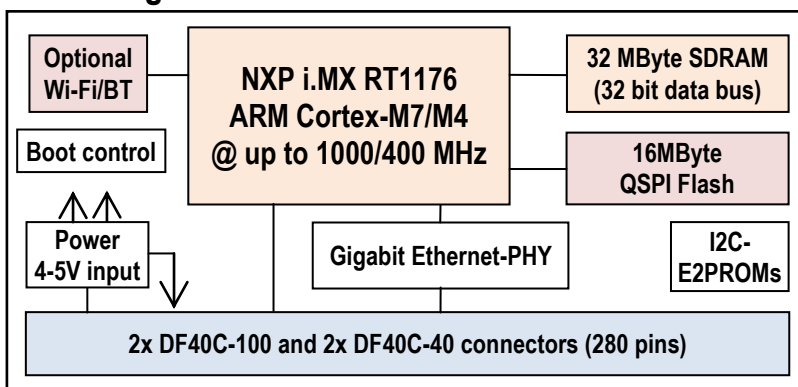 Optional
Wi-Fi/BT
NXP i.MX RT1176
ARM Cortex-M7/M4
@ up to 1000/400 MHz
32 MByte SDRAM
(32 bit data bus)
Boot control
16MByte
QSPI Flash
Power
4-5V input
Gigabit Ethernet-PHY
I2C-
E2PROMs
2x DF40C-100 and 2x DF40C-40 connectors (280 pins)